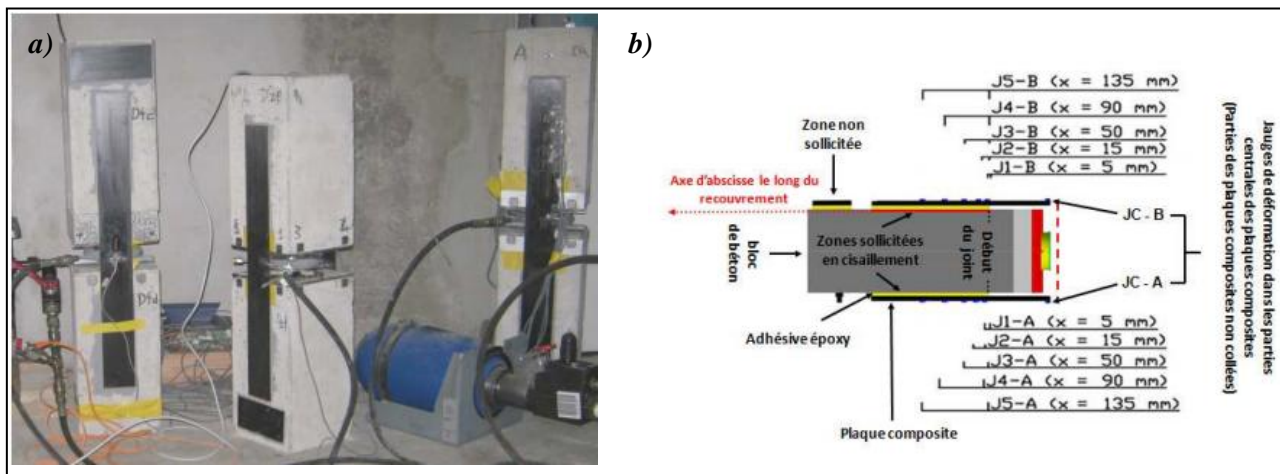 a)
A
Dfc
Dfd
b)
J5-B (x = 135 mm)
J4-B (x = 90 mm)
J3-B (x = 50 mm)
J2-B (x = 15 mm)
J1-B (x = 5 mm)
Zone non
sollicitée
Axe d'abscisse le long du
recouvrement
bloc
de béton
Zones sollicitées
en cisaillement
Début
du joint
JC - B
JC - A
Adhésive époxy
J1-A (x = 5 mm)
J2-A (x = 15 mm)
J3-A (x = 50 mm)
J4-A (x = 90 mm)
J5-A (x = 135 mm)
Plaque composite
Jauges de déformation dans les parties
centrales des plaques composites
(Parties des plaques composites non collées)